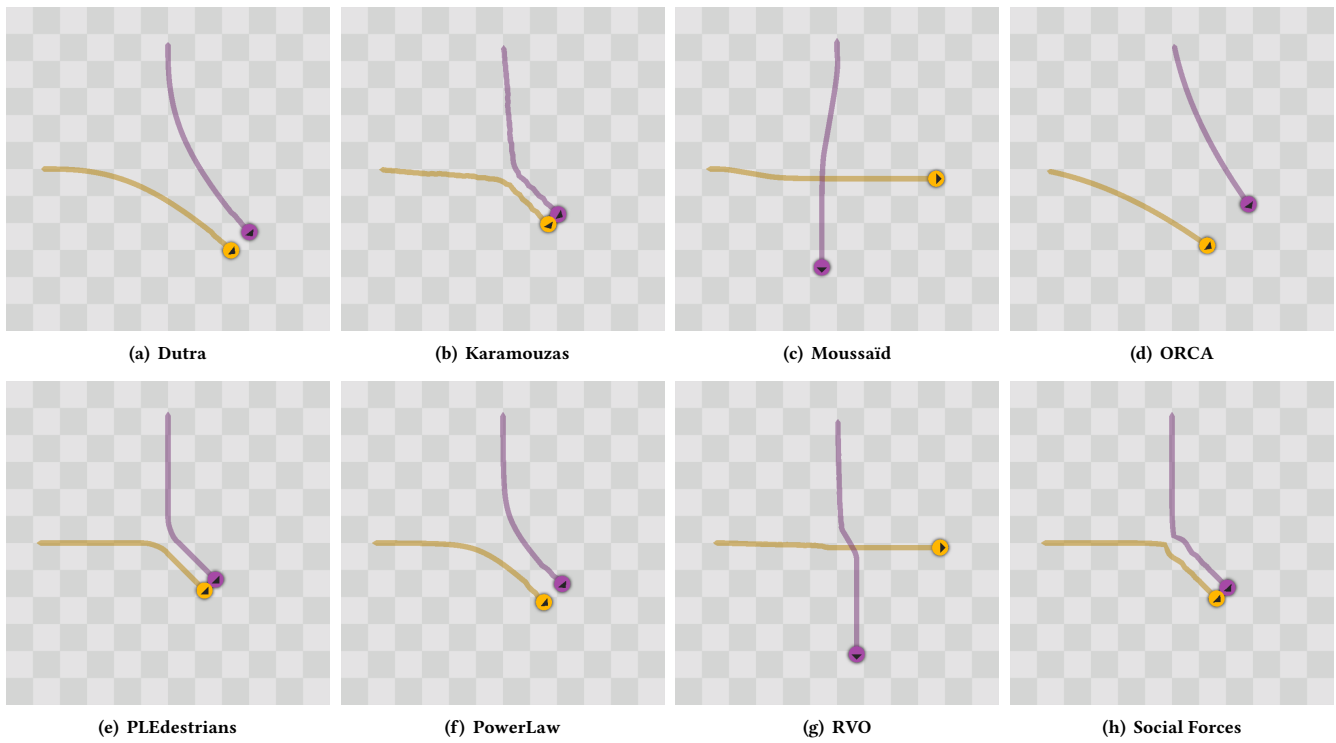 (a) Dutra
(b) Karamouzas
(c) Moussaïd
(d) ORCA
(e) PLEdestrians
(f) PowerLaw
(g) RVO
(h) Social Forces